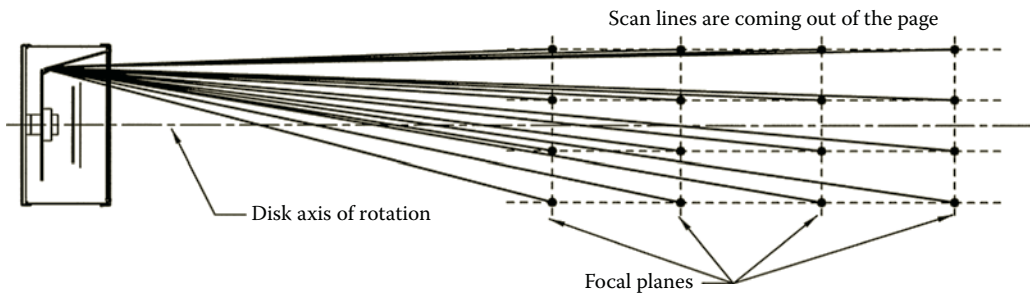 Scan lines are coming out of the page
Disk axis of rotation
Focal planes